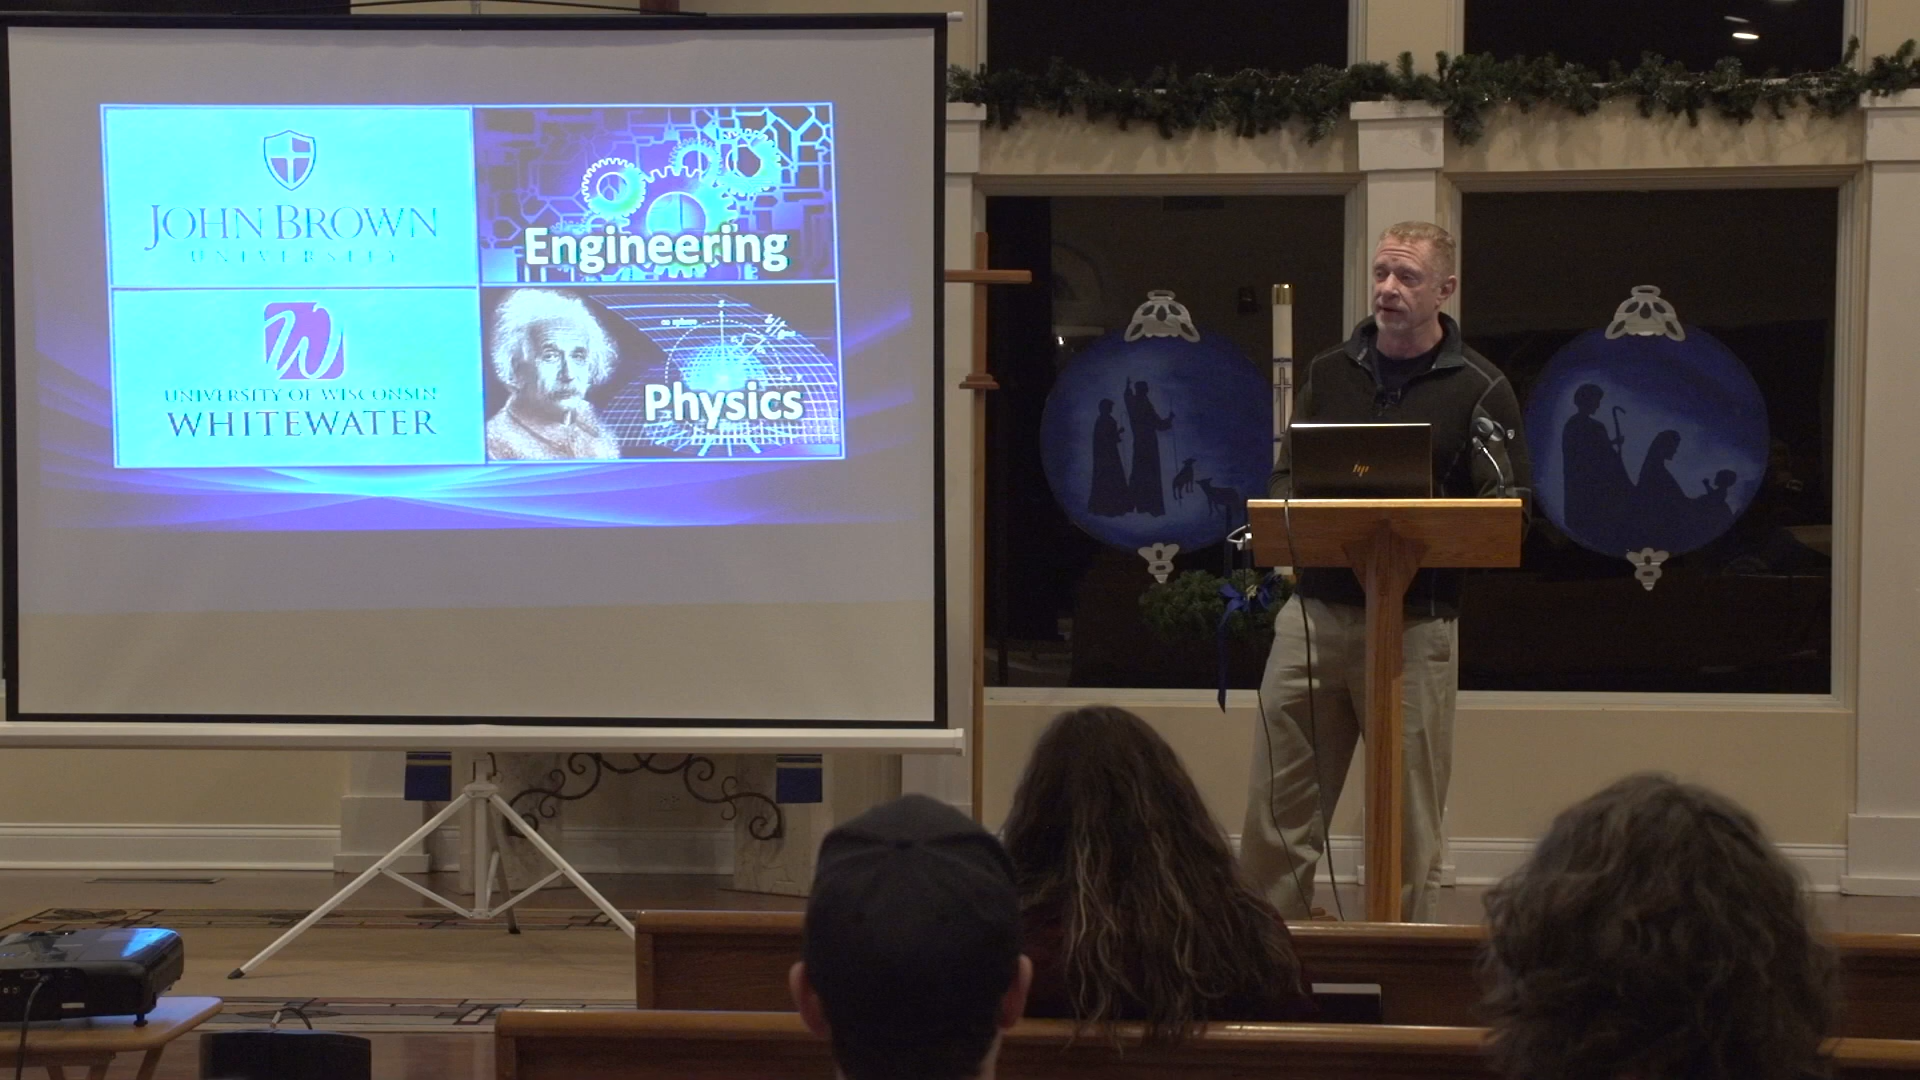 JOHN BROWN
UNIVERSITY
Engineering
UNIVERSITY OF WISCONSIN
WHITEWATER
Physics
hp